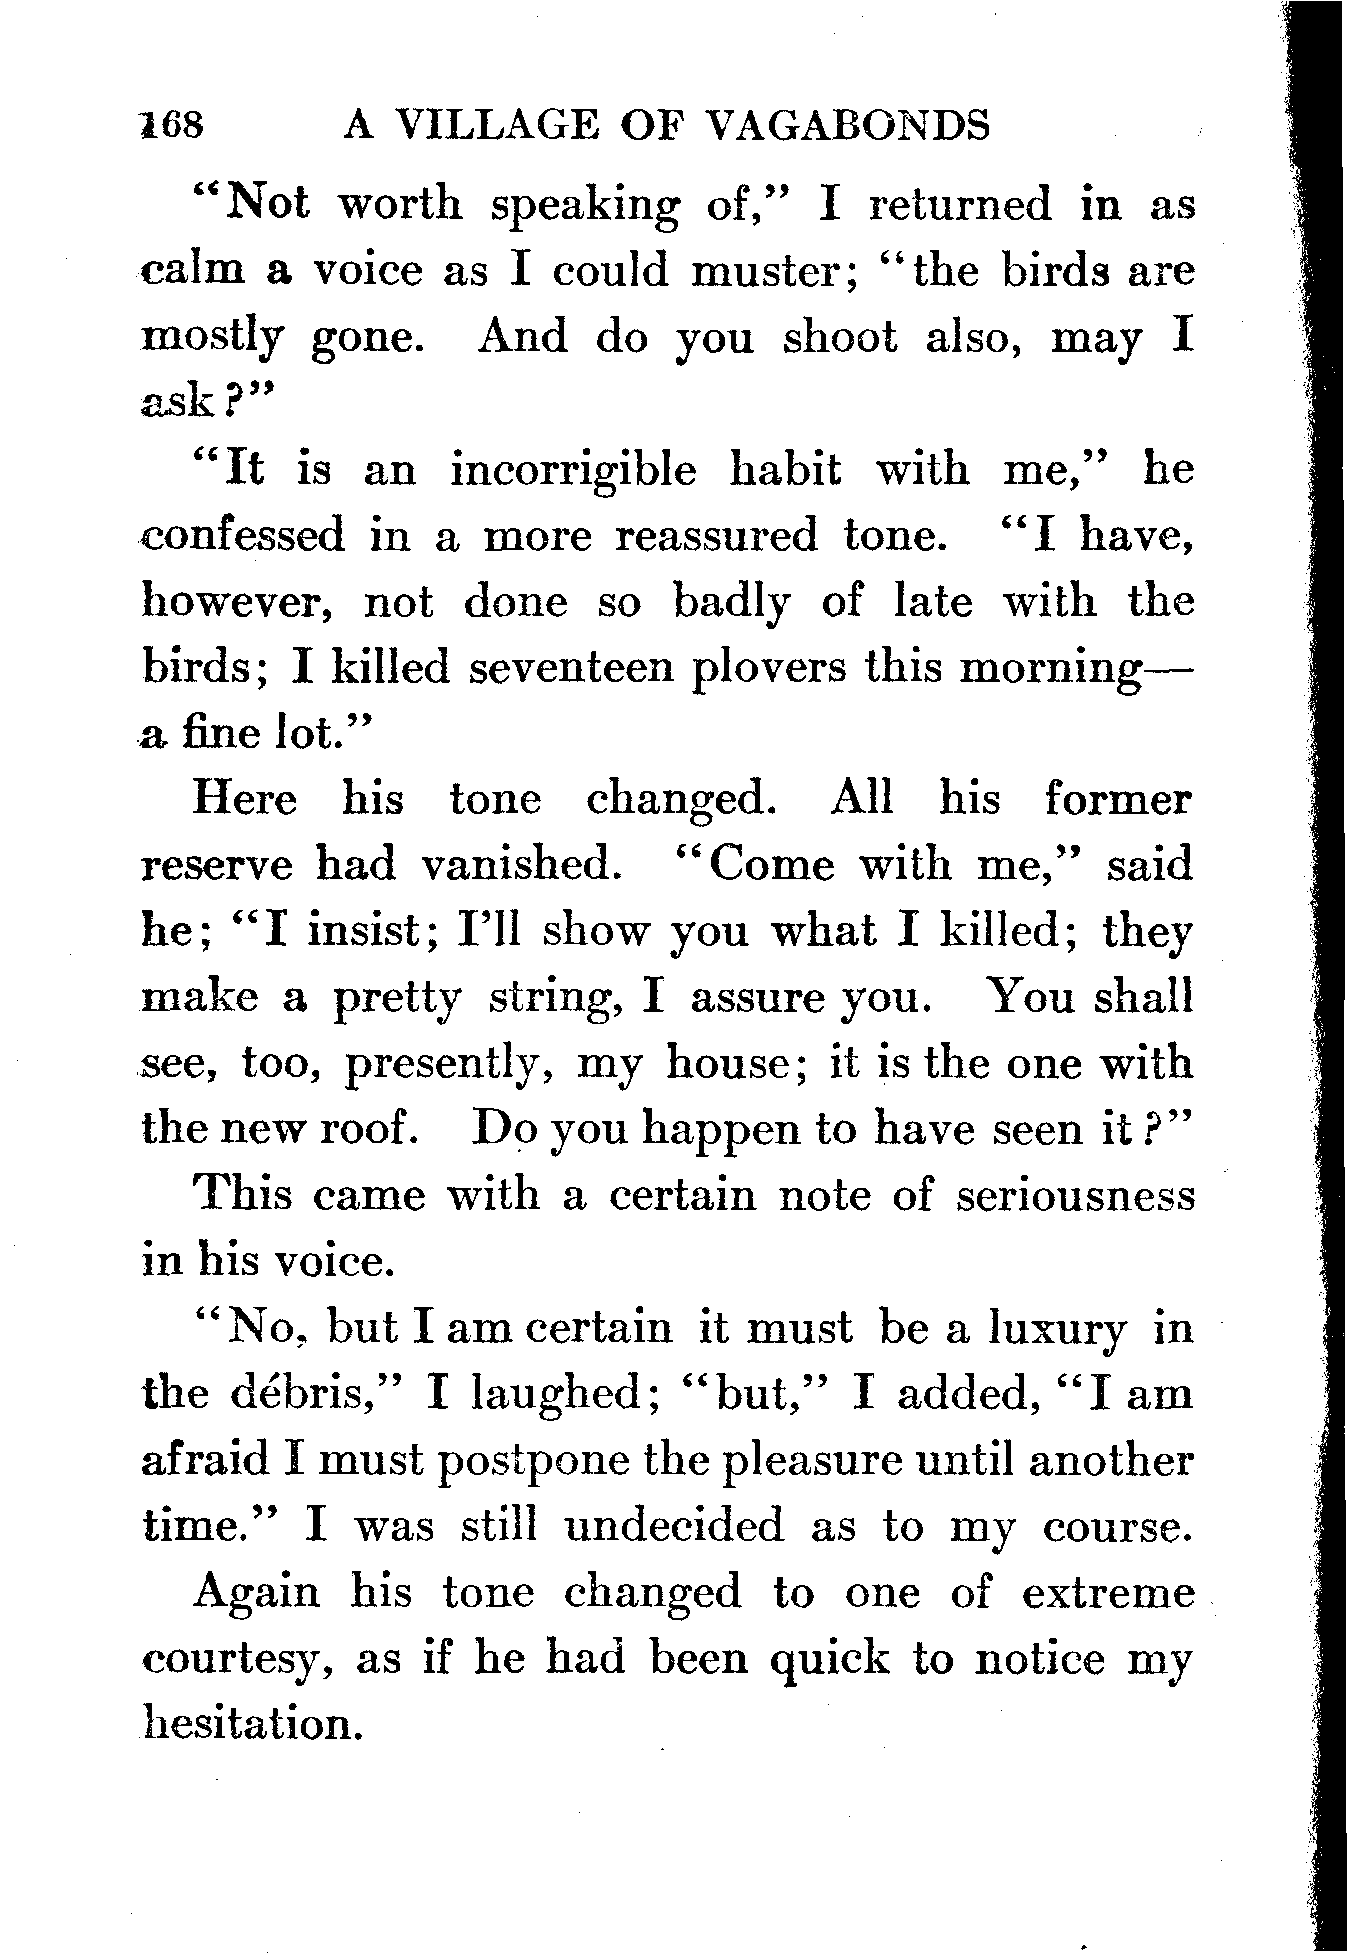 168 A VILLAGE OF VAGABONDS
“Not worth speaking of,” I returned in as
calm a voice as I could muster; “the birds are
mostly gone. And do you shoot also, may I
ask?”
“It is an incorrigible habit with me,” he
confessed in a more reassured tone. “I have,
however, not done so badly of late with the
birds; I killed seventeen plovers this morning—
a fine lot.”
Here his tone changed. All his former
reserve had vanished. “Come with me,” said
he; “I insist; I’ll show you what I killed; they
make a pretty string, I assure you. You shall
see, too, presently, my house; it is the one with
the new roof. Do you happen to have seen it?”
This came with a certain note of seriousness
in his voice.
“No, but I am certain it must be a luxury in
the débris,” I laughed; “but,” I added, “I am
afraid I must postpone the pleasure until another
time.” I was still undecided as to my course.
Again his tone changed to one of extreme
courtesy, as if he had been quick to notice my
hesitation.